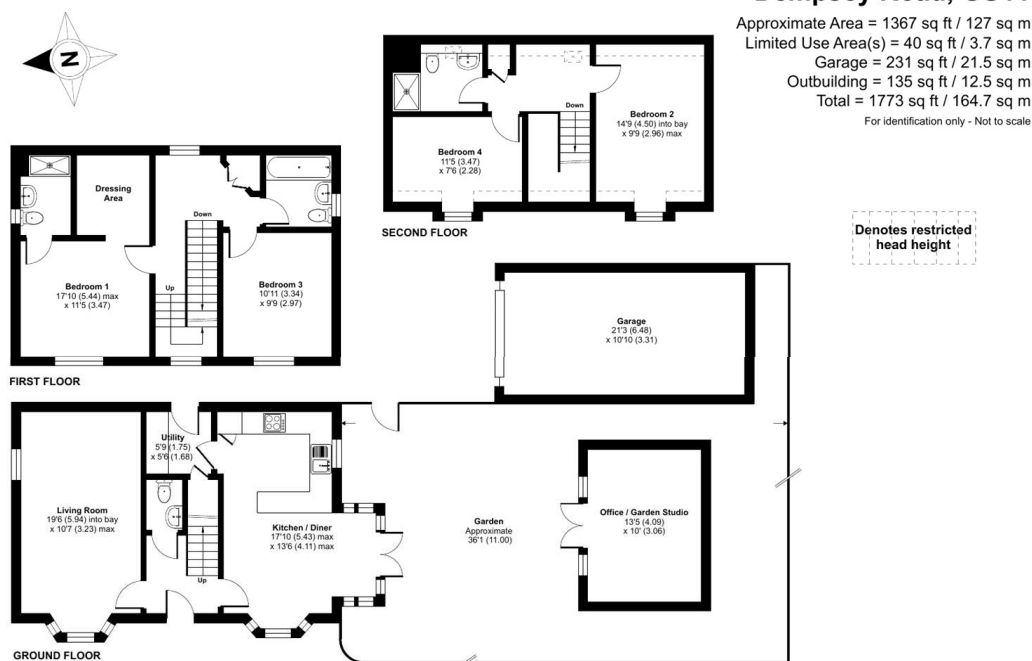 Approximate Area = 1367 sq ft / 127 sq m
Limited Use Area(s) = 40 sq ft / 3.7 sq m
Garage = 231 sq ft / 21.5 sq m
Outbuilding = 135 sq ft / 12.5 sq m
Total = 1773 sq ft / 164.7 sq m
For identification only - Not to scale
N
Down
Bedroom 2
14'9 (4.50) into bay
x 9'9 (2.96) max
Bedroom 4
11'5 (3.47)
x 7'6 (2.28)
SECOND FLOOR
Denotes restricted
head height
Dressing
Area
Down
Up
Bedroom 1
17'10 (5.44) max
x 11'5 (3.47)
Bedroom 3
10'11 (3.34)
x 9'9 (2.97)
FIRST FLOOR
Garage
21'3 (6.48)
x 10'10 (3.31)
Utility
5'9 (1.75)
x 5'6 (1.68)
Living Room
19'6 (5.94) into bay
x 10'7 (3.23) max
Kitchen / Diner
17'10 (5.43) max
x 13'6 (4.11) max
Up
Garden
Approximate
36'1 (11.00)
Office / Garden Studio
13'5 (4.09)
x 10' (3.06)
GROUND FLOOR